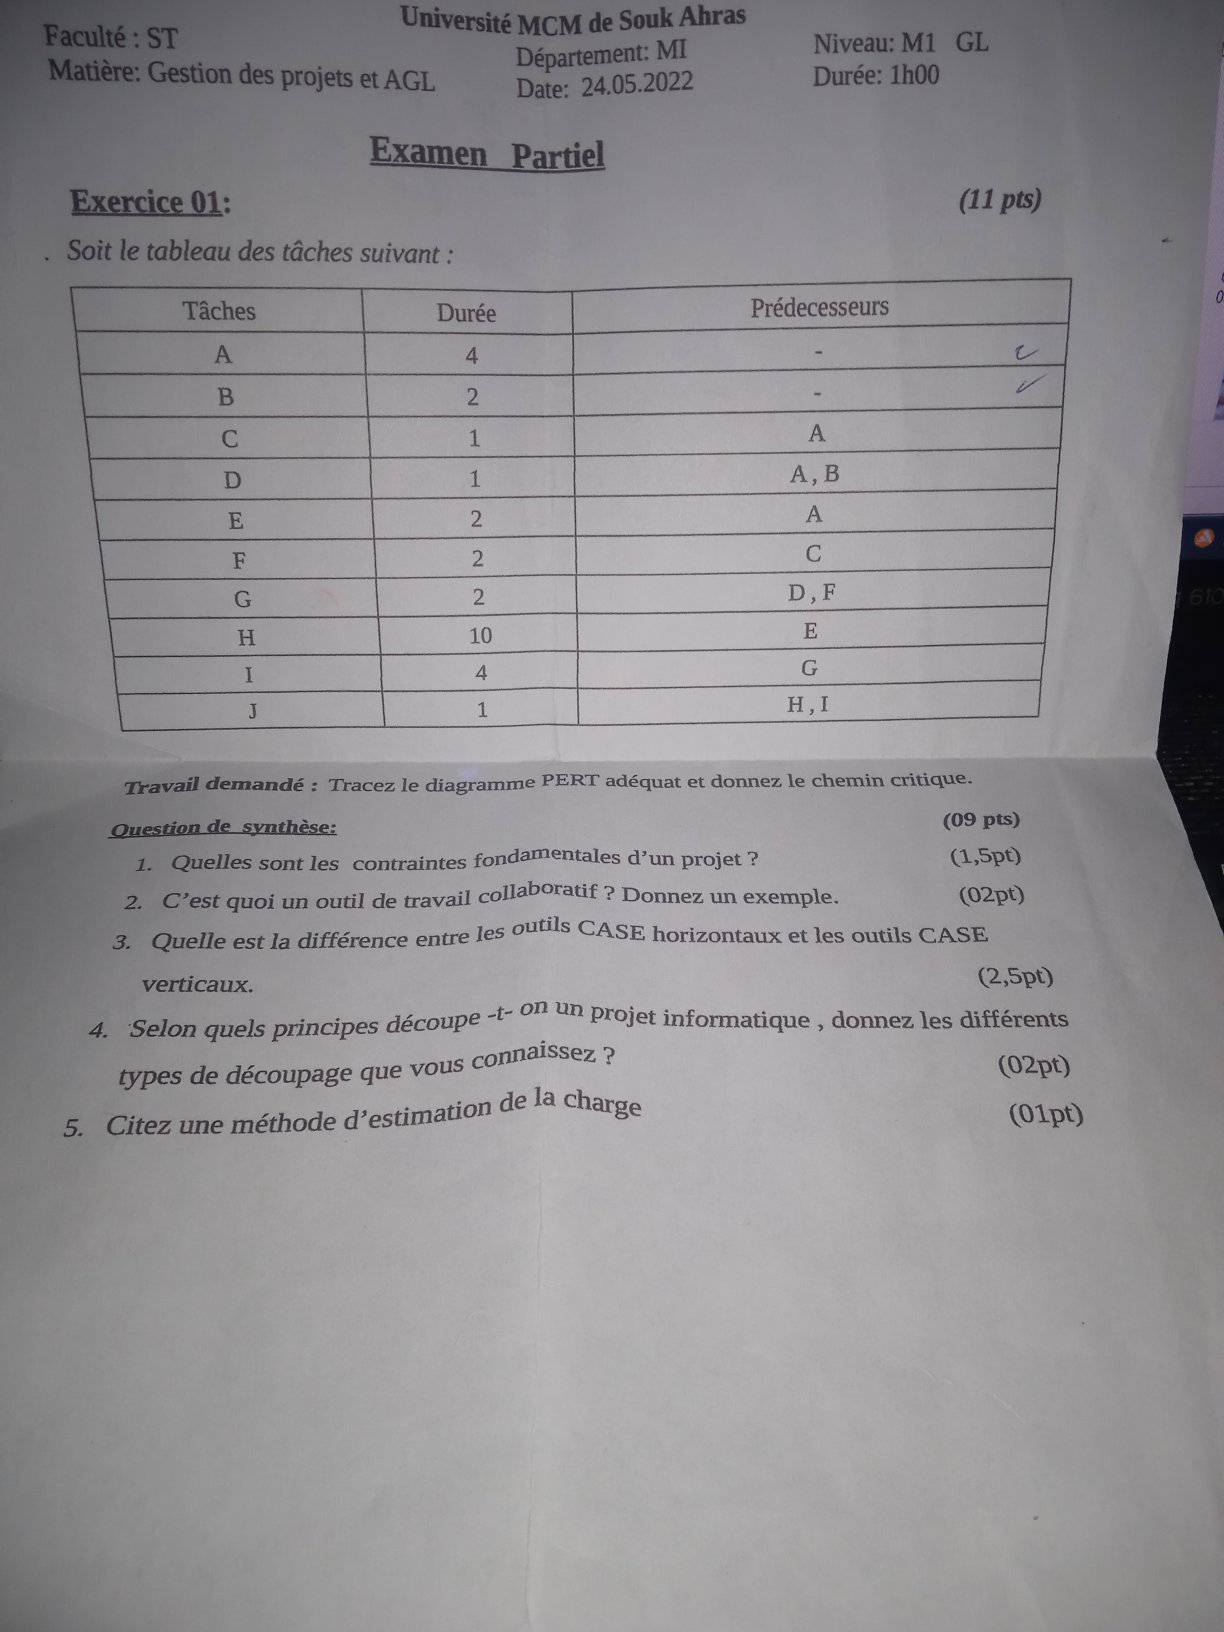 Université MCM de Souk Ahras
Faculté : ST
Département: MI
Niveau: M1 GL
Matière: Gestion des projets et AGL
Date: 24.05.2022
Durée: 1h00
Examen Partiel
Exercice 01:
(11 pts)
. Soit le tableau des tâches suivant :
Tâches Durée Prédecesseurs
A 4 -
B 2 -
C 1 A
D 1 A , B
E 2 A
F 2 C
G 2 D , F
H 10 E
I 4 G
J 1 H , I
Travail demandé : Tracez le diagramme PERT adéquat et donnez le chemin critique.
Question de synthèse: (09 pts)
1. Quelles sont les contraintes fondamentales d'un projet ? (1,5pt)
2. C'est quoi un outil de travail collaboratif ? Donnez un exemple. (02pt)
3. Quelle est la différence entre les outils CASE horizontaux et les outils CASE
verticaux. (2,5pt)
4. Selon quels principes découpe -t- on un projet informatique , donnez les différents
types de découpage que vous connaissez ? (02pt)
5. Citez une méthode d'estimation de la charge (01pt)